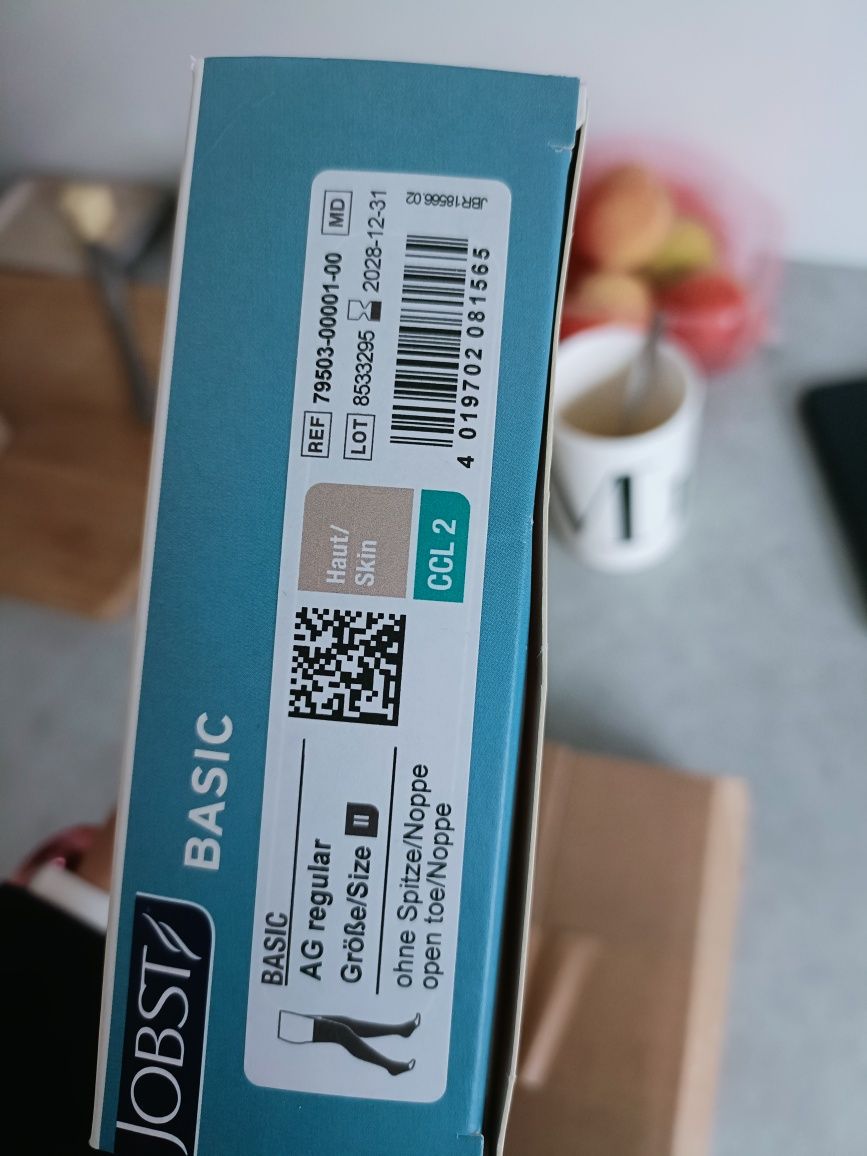 JOBST
BASIC
BASIC
AG regular
Größe/Size II
ohne Spitze/Noppe
open toe/Noppe
Haut/
Skin
CCL 2
REF 79503-00001-00 MD
LOT 8533295 2028-12-31
4 019702 081565
JBR18566.02